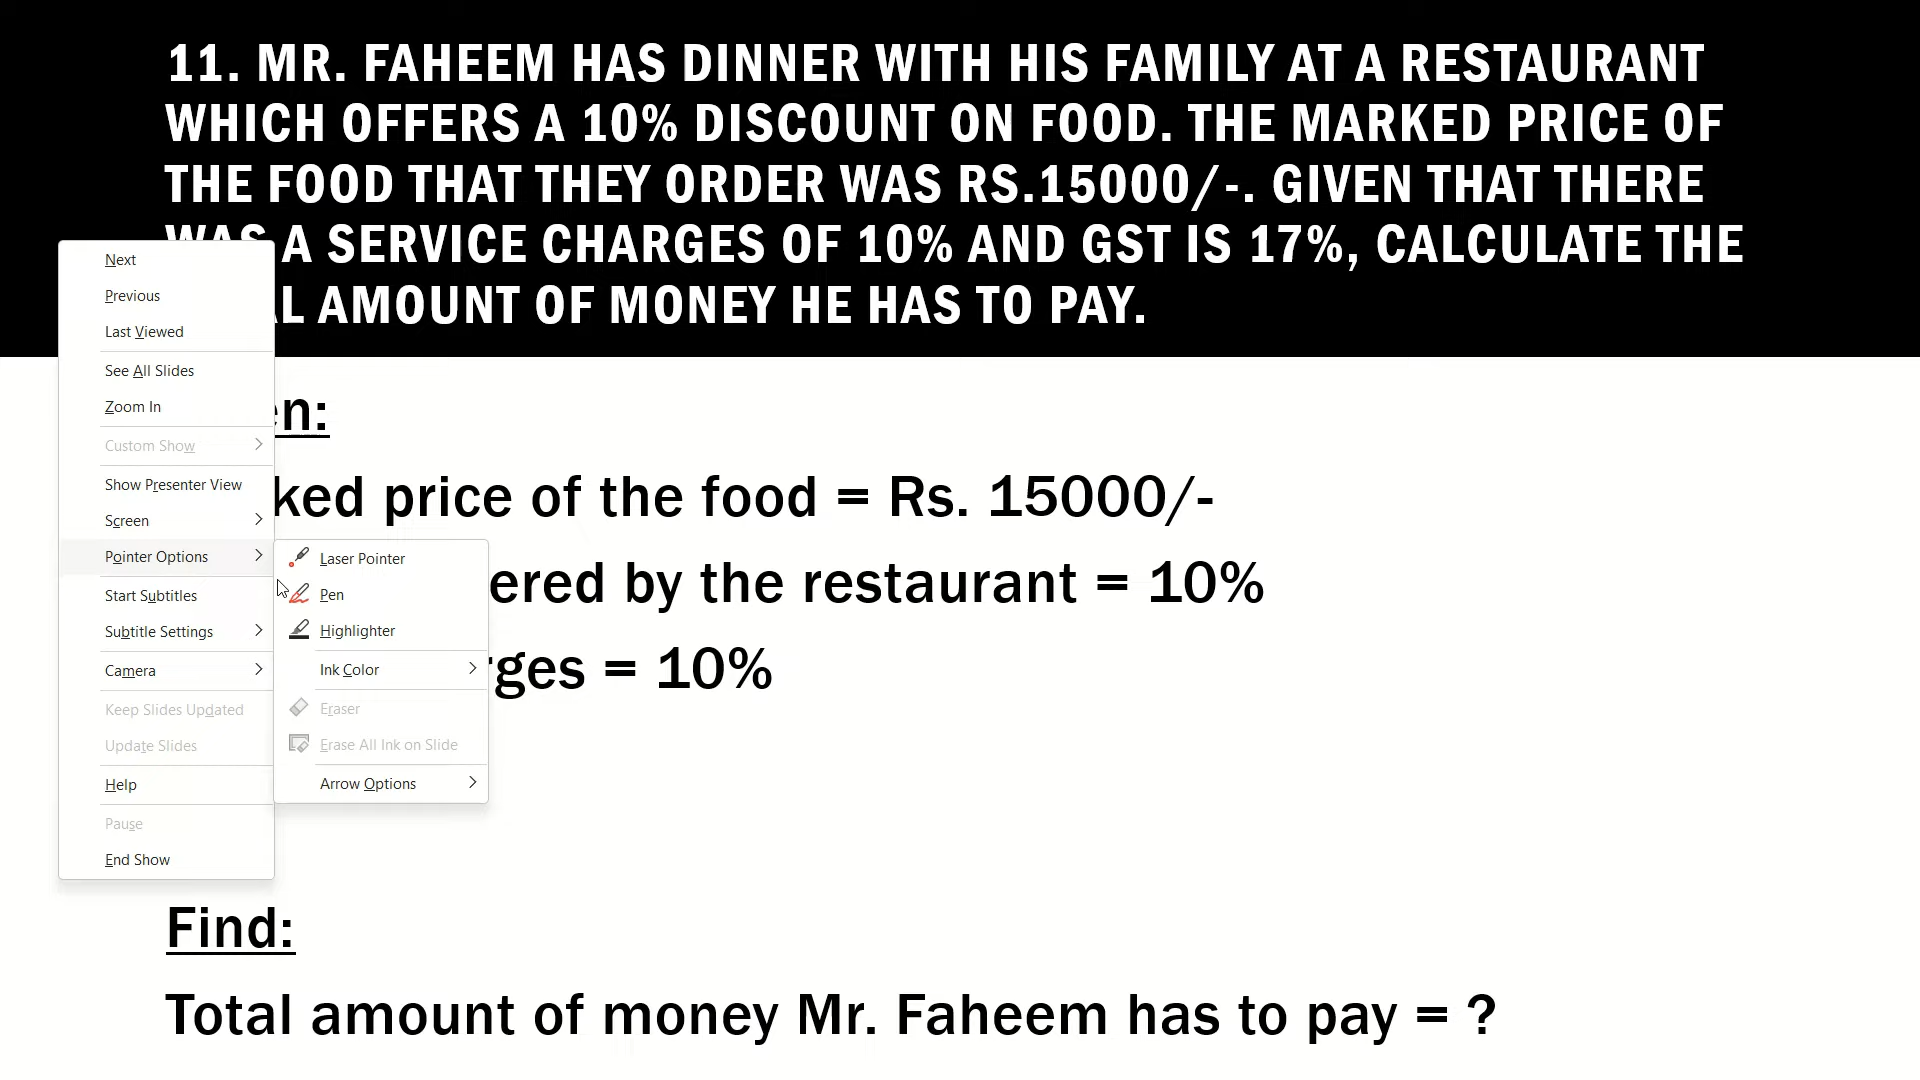 11. MR. FAHEEM HAS DINNER WITH HIS FAMILY AT A RESTAURANT
WHICH OFFERS A 10% DISCOUNT ON FOOD. THE MARKED PRICE OF
THE FOOD THAT THEY ORDER WAS RS.15000/-. GIVEN THAT THERE
WAS A SERVICE CHARGES OF 10% AND GST IS 17%, CALCULATE THE
AL AMOUNT OF MONEY HE HAS TO PAY.
Next
Previous
Last Viewed
See All Slides
Zoom In
Custom Show
Show Presenter View
Screen
Pointer Options
Start Subtitles
Subtitle Settings
Camera
Keep Slides Updated
Update Slides
Help
Pause
End Show
Laser Pointer
Pen
Highlighter
Ink Color
Eraser
Erase All Ink on Slide
Arrow Options
en:
ked price of the food = Rs. 15000/-
ered by the restaurant = 10%
rges = 10%
Find:
Total amount of money Mr. Faheem has to pay = ?